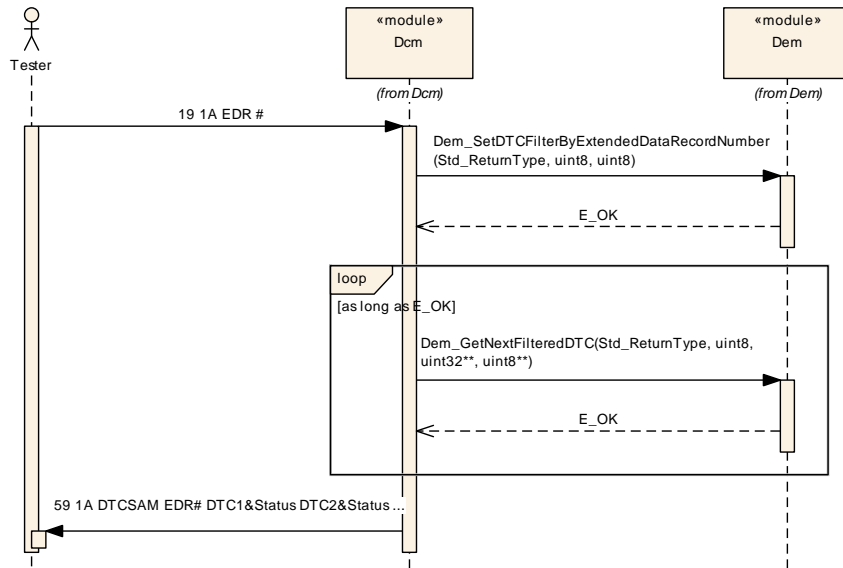 «module»
Dcm
(from Dcm)
«module»
Dem
(from Dem)
Tester
19 1A EDR #
Dem_SetDTCFilterByExtendedDataRecordNumber
(Std_ReturnType, uint8, uint8)
E_OK
loop
[as long as E_OK]
Dem_GetNextFilteredDTC(Std_ReturnType, uint8,
uint32**, uint8**)
E_OK
59 1A DTCSAM EDR# DTC1&Status DTC2&Status ...